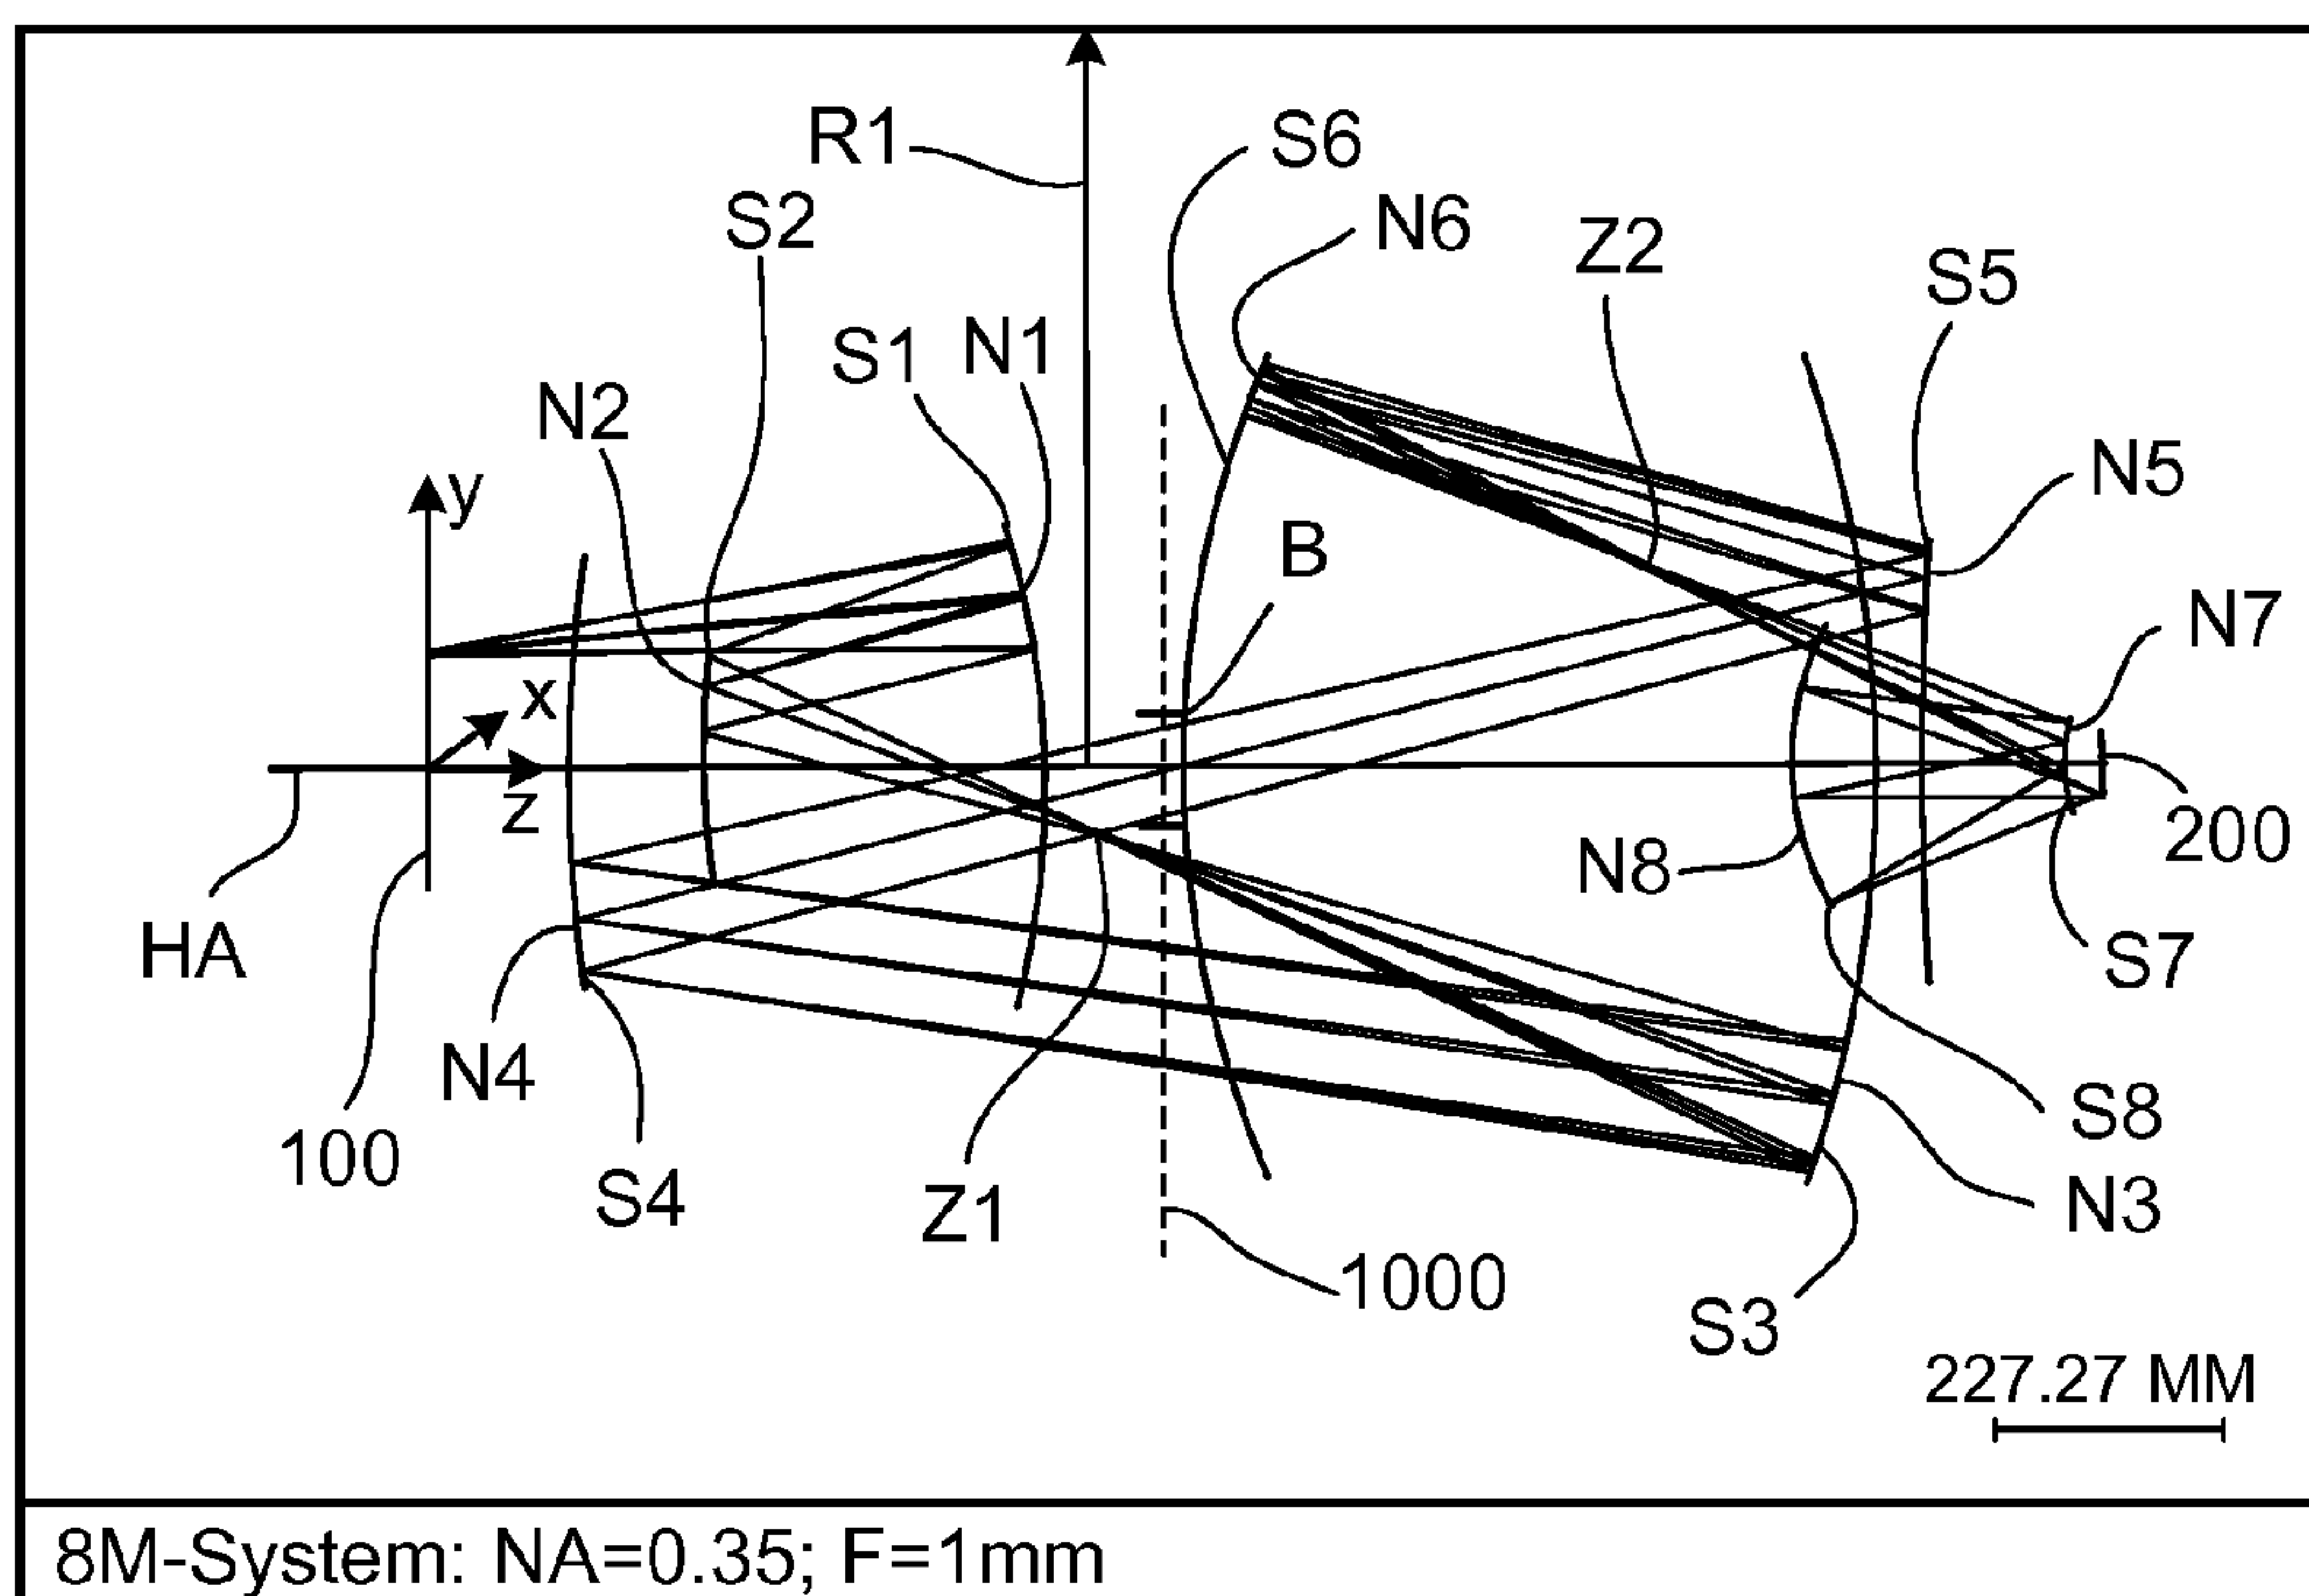 R1
S6
S2
N6
Z2
S5
S1
N1
N2
N5
y
B
N7
x
z
200
N8
HA
S7
N4
S8
100
S4
Z1
N3
1000
S3
227.27 MM
8M-System: NA=0.35; F=1mm